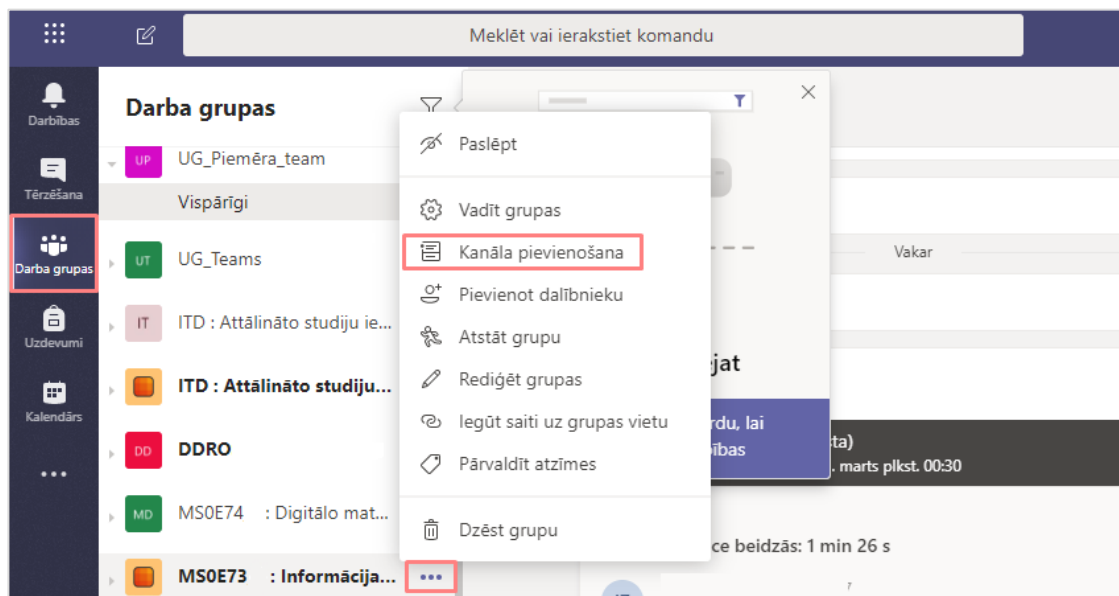 Meklēt vai ierakstiet komandu
Darbības
Tērzēšana
Darba grupas
Uzdevumi
Kalendārs
Darba grupas
UP UG_Piemēra_team
Vispārīgi
UT UG_Teams
IT ITD : Attālināto studiju ie...
ITD : Attālināto studiju...
DD DDRO
MD MS0E74 : Digitālo mat...
MS0E73 : Informācija...
Paslēpt
Vadīt grupas
Kanāla pievienošana
Pievienot dalībnieku
Atstāt grupu
Rediģēt grupas
Iegūt saiti uz grupas vietu
Pārvaldīt atzīmes
Dzēst grupu
Vakar
jat
rdu, lai
ības
ta)
. marts plkst. 00:30
ce beidzās: 1 min 26 s